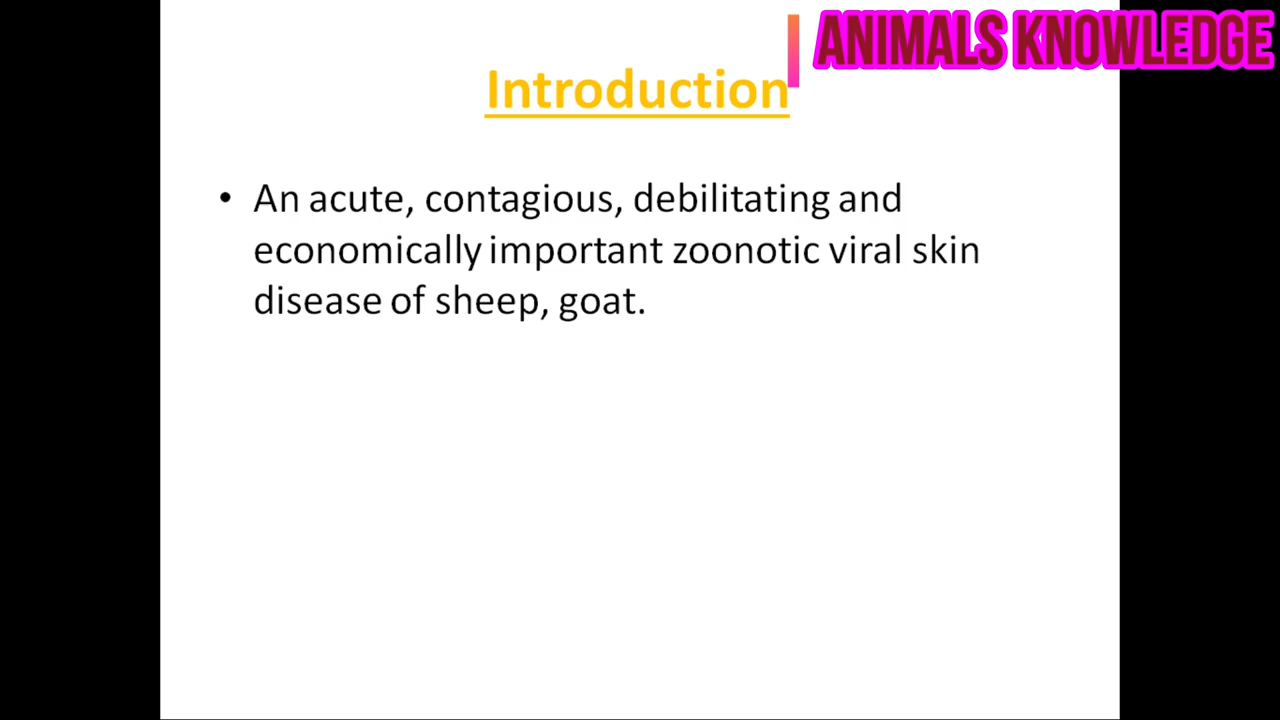 ANIMALS KNOWLEDGE
Introduction
• An acute, contagious, debilitating and
economically important zoonotic viral skin
disease of sheep, goat.